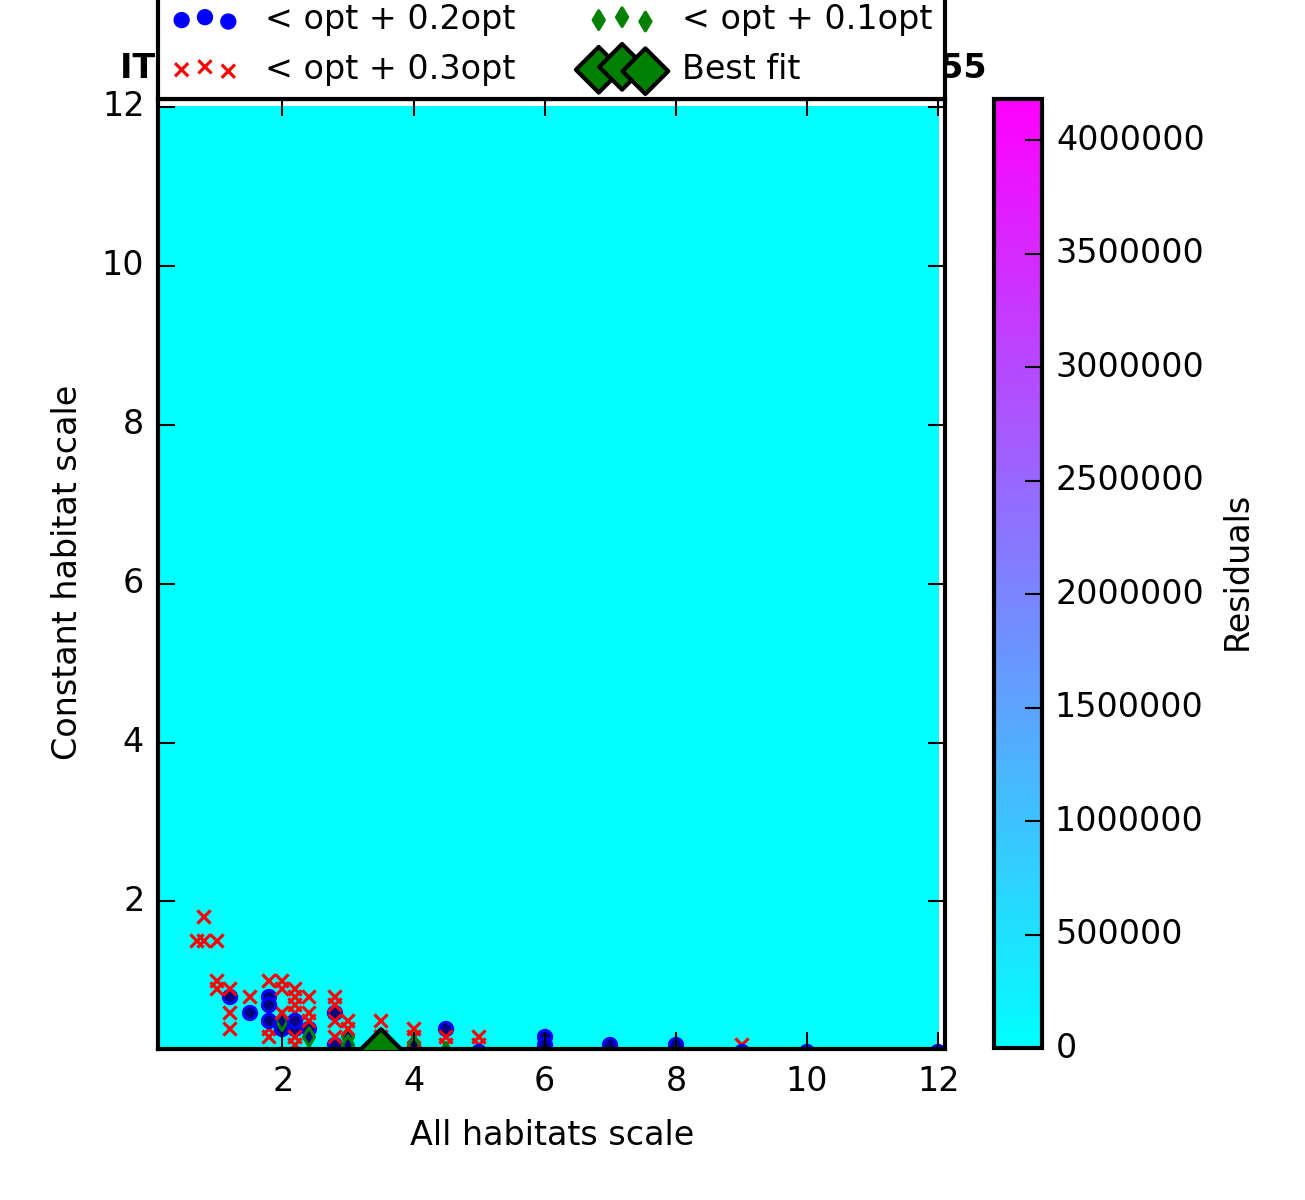 < opt + 0.2opt < opt + 0.1opt
< opt + 0.3opt Best fit
IT 55
12
10
8
6
4
2
Constant habitat scale
2 4 6 8 10 12
All habitats scale
4000000
3500000
3000000
2500000
2000000
1500000
1000000
500000
0
Residuals